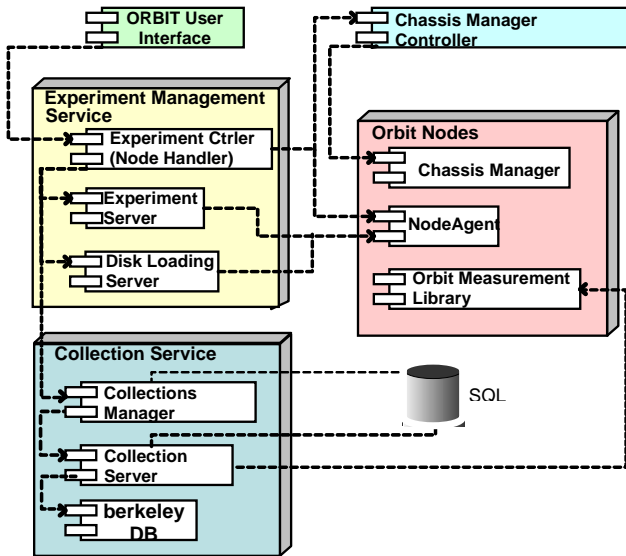 ORBIT User
Interface
Chassis Manager
Controller
Experiment Management
Service
Experiment Ctrler
(Node Handler)
Experiment
Server
Disk Loading
Server
Orbit Nodes
Chassis Manager
NodeAgent
Orbit Measurement
Library
Collection Service
Collections
Manager
Collection
Server
berkeley
DB
SQL